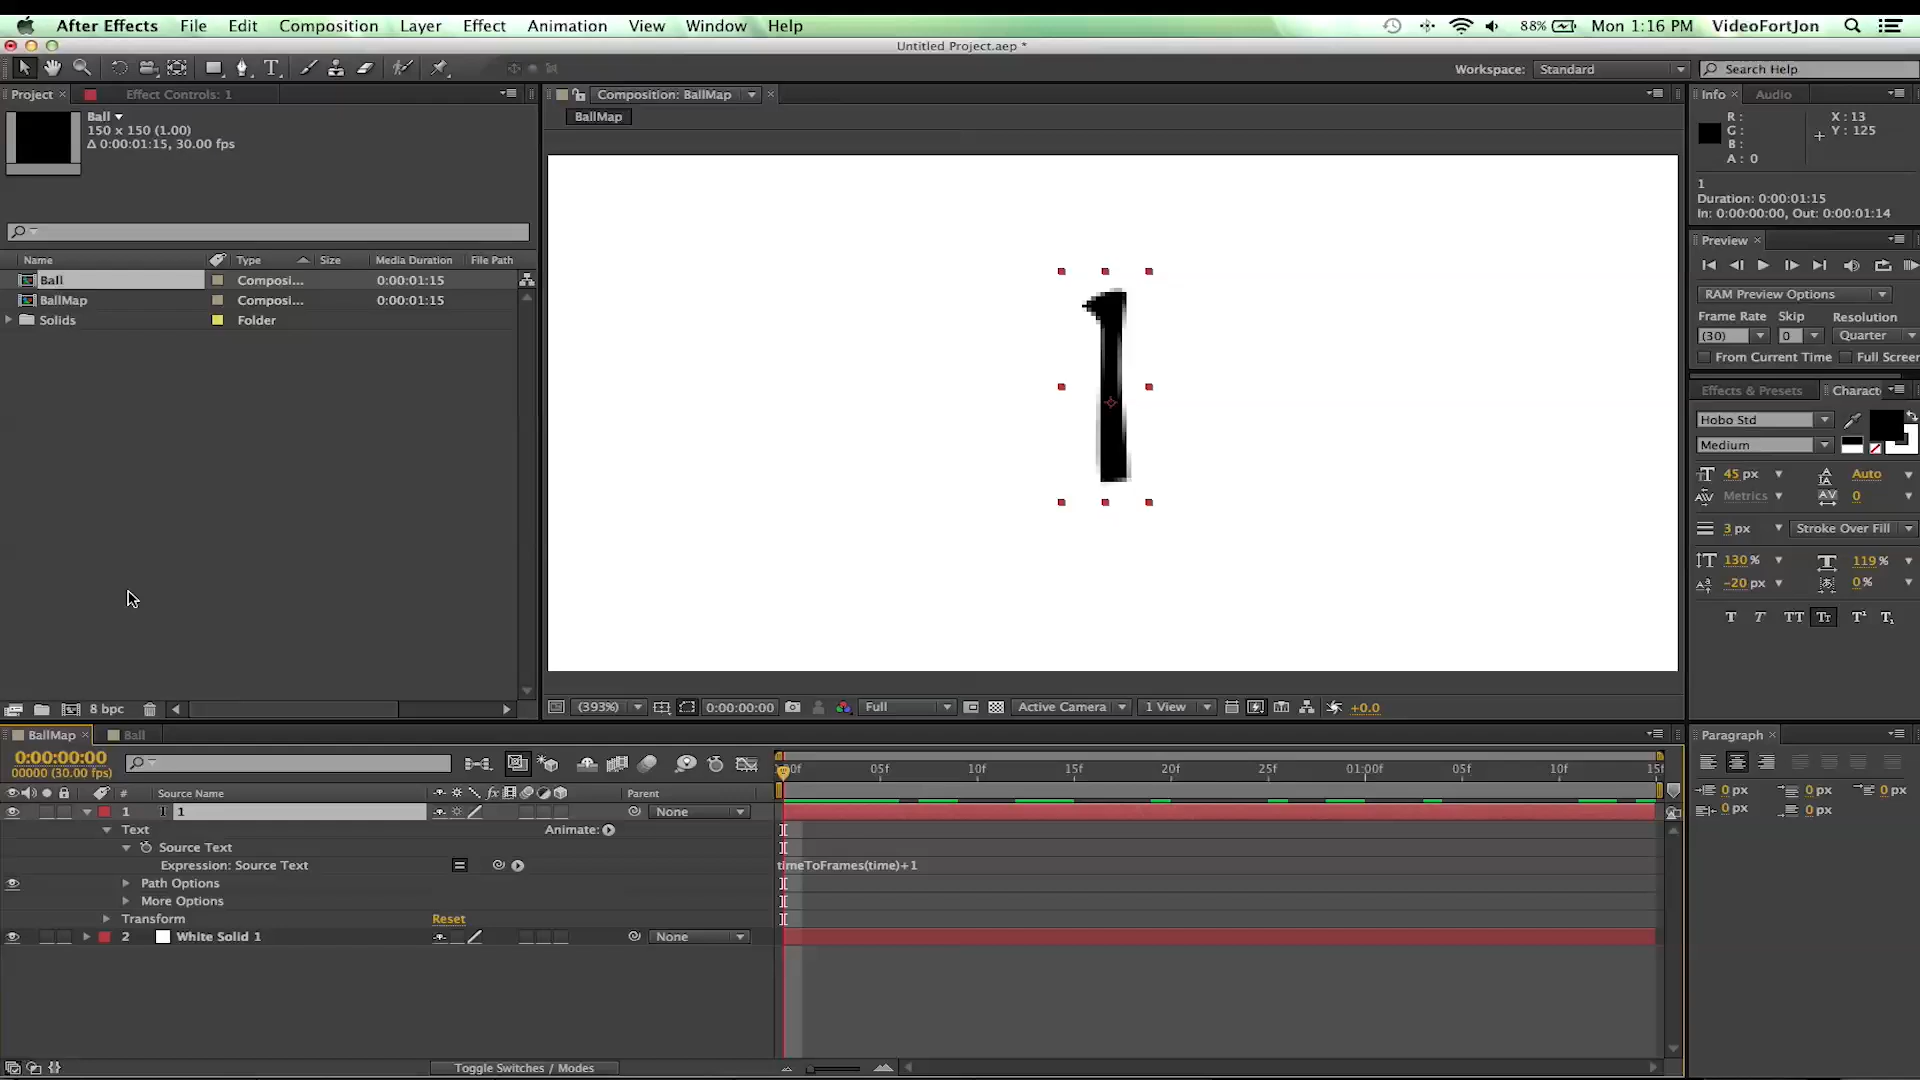 After Effects File Edit Composition Layer Effect Animation View Window Help 88% Mon 1:16 PM VideoFortJon
Untitled Project.aep *
Workspace: Standard Search Help
Project Effect Controls: 1
Composition: BallMap
Info Audio
Ball
150 x 150 (1.00)
Δ 0:00:01:15, 30.00 fps
BallMap
R :
G :
B :
A : 0
X : 13
Y : 125
1
Duration: 0:00:01:15
In: 0:00:00:00, Out: 0:00:01:14
Preview
Name Type Size Media Duration File Path
Ball Composi... 0:00:01:15
BallMap Composi... 0:00:01:15
Solids Folder
1
RAM Preview Options
Frame Rate Skip Resolution
(30) 0 Quarter
From Current Time Full Screen
Effects & Presets Charact
Hobo Std
Medium
45 px Auto
Metrics 0
3 px Stroke Over Fill
130 % 119 %
-20 px 0 %
T T TT Tt T¹ T₁
8 bpc
(393%) 0:00:00:00 Full Active Camera 1 View +0.0
BallMap Ball
Paragraph
0:00:00:00
00000 (30.00 fps)
05f 10f 15f 20f 25f 01:00f 05f 10f 15f
# Source Name Parent
1 T 1 None
Text Animate:
Source Text
Expression: Source Text timeToFrames(time)+1
Path Options
More Options
Transform Reset
2 White Solid 1 None
0 px 0 px 0 px
0 px 0 px
Toggle Switches / Modes